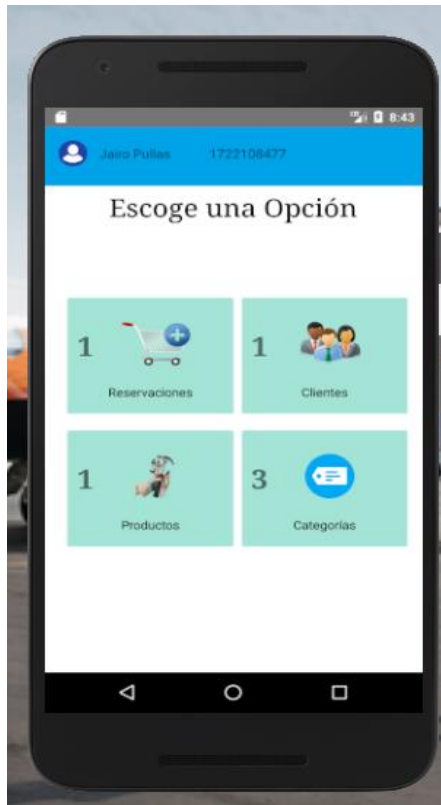 8:43
Jairo Pullas 1722108477
Escoge una Opción
1 1
Reservaciones Clientes
1 3
Productos Categorías